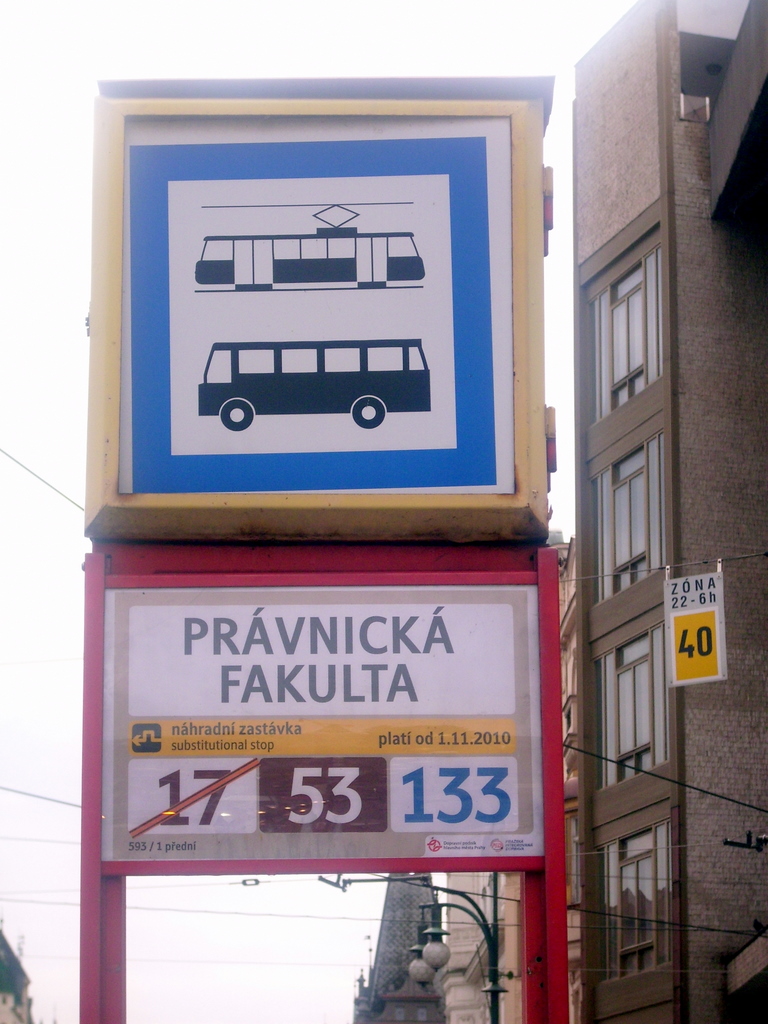 PRÁVNICKÁ
FAKULTA
náhradní zastávka
substitutional stop
platí od 1.11.2010
17 53 133
593 / 1 přední
ZÓNA
22-6h
40